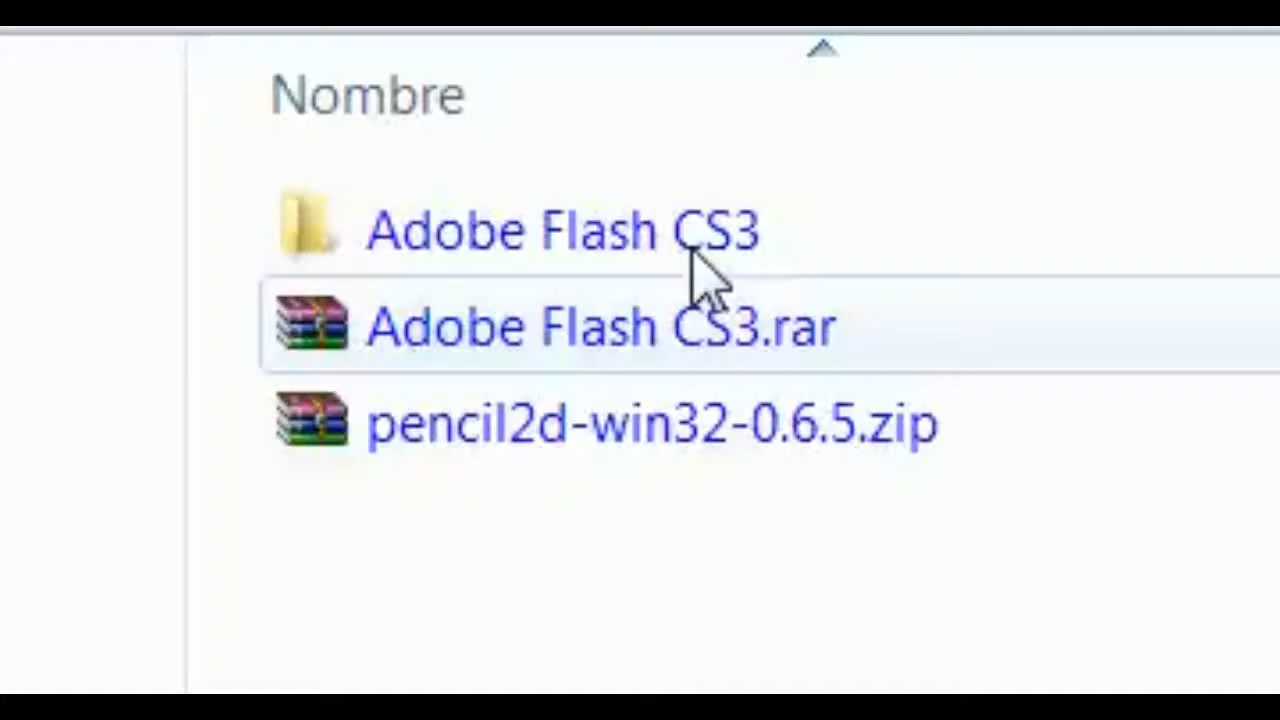 Nombre
Adobe Flash CS3
Adobe Flash CS3.rar
pencil2d-win32-0.6.5.zip